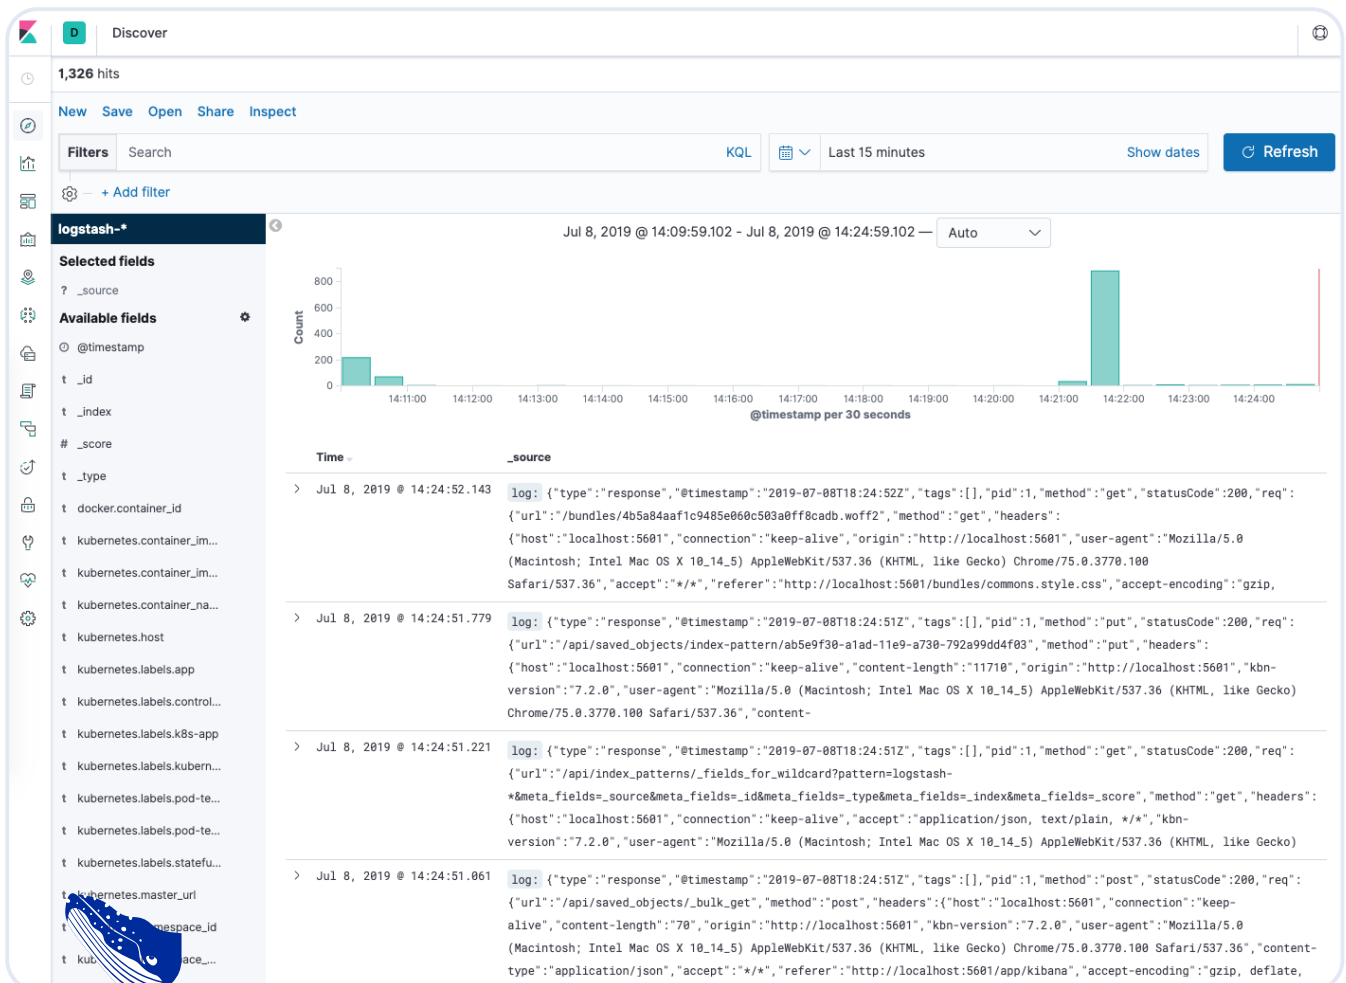 D Discover
1,326 hits
New Save Open Share Inspect
Filters Search KQL Last 15 minutes Show dates Refresh
+ Add filter
logstash-*
Selected fields
? _source
Available fields
@timestamp
t _id
t _index
# _score
t _type
t docker.container_id
t kubernetes.container_im...
t kubernetes.container_im...
t kubernetes.container_na...
t kubernetes.host
t kubernetes.labels.app
t kubernetes.labels.control...
t kubernetes.labels.k8s-app
t kubernetes.labels.kubern...
t kubernetes.labels.pod-te...
t kubernetes.labels.pod-te...
t kubernetes.labels.statefu...
t kubernetes.master_url
t mespace_id
t kub ace_...
Jul 8, 2019 @ 14:09:59.102 - Jul 8, 2019 @ 14:24:59.102 — Auto
Count
800
600
400
200
0
14:11:00 14:12:00 14:13:00 14:14:00 14:15:00 14:16:00 14:17:00 14:18:00 14:19:00 14:20:00 14:21:00 14:22:00 14:23:00 14:24:00
@timestamp per 30 seconds
Time _source
Jul 8, 2019 @ 14:24:52.143 log: {"type":"response","@timestamp":"2019-07-08T18:24:52Z","tags":[],"pid":1,"method":"get","statusCode":200,"req":
{"url":"/bundles/4b5a84aaf1c9485e060c503a0ff8cadb.woff2","method":"get","headers":
{"host":"localhost:5601","connection":"keep-alive","origin":"http://localhost:5601","user-agent":"Mozilla/5.0
(Macintosh; Intel Mac OS X 10_14_5) AppleWebKit/537.36 (KHTML, like Gecko) Chrome/75.0.3770.100
Safari/537.36","accept":"*/*","referer":"http://localhost:5601/bundles/commons.style.css","accept-encoding":"gzip,
Jul 8, 2019 @ 14:24:51.779 log: {"type":"response","@timestamp":"2019-07-08T18:24:51Z","tags":[],"pid":1,"method":"put","statusCode":200,"req":
{"url":"/api/saved_objects/index-pattern/ab5e9f30-a1ad-11e9-a730-792a99dd4f03","method":"put","headers":
{"host":"localhost:5601","connection":"keep-alive","content-length":"11710","origin":"http://localhost:5601","kbn-
version":"7.2.0","user-agent":"Mozilla/5.0 (Macintosh; Intel Mac OS X 10_14_5) AppleWebKit/537.36 (KHTML, like Gecko)
Chrome/75.0.3770.100 Safari/537.36","content-
Jul 8, 2019 @ 14:24:51.221 log: {"type":"response","@timestamp":"2019-07-08T18:24:51Z","tags":[],"pid":1,"method":"get","statusCode":200,"req":
{"url":"/api/index_patterns/_fields_for_wildcard?pattern=logstash-
*&meta_fields=_source&meta_fields=_id&meta_fields=_type&meta_fields=_index&meta_fields=_score","method":"get","headers":
{"host":"localhost:5601","connection":"keep-alive","accept":"application/json, text/plain, */*","kbn-
version":"7.2.0","user-agent":"Mozilla/5.0 (Macintosh; Intel Mac OS X 10_14_5) AppleWebKit/537.36 (KHTML, like Gecko)
Jul 8, 2019 @ 14:24:51.061 log: {"type":"response","@timestamp":"2019-07-08T18:24:51Z","tags":[],"pid":1,"method":"post","statusCode":200,"req":
{"url":"/api/saved_objects/_bulk_get","method":"post","headers":{"host":"localhost:5601","connection":"keep-
alive","content-length":"70","origin":"http://localhost:5601","kbn-version":"7.2.0","user-agent":"Mozilla/5.0
(Macintosh; Intel Mac OS X 10_14_5) AppleWebKit/537.36 (KHTML, like Gecko) Chrome/75.0.3770.100 Safari/537.36","content-
type":"application/json","accept":"*/*","referer":"http://localhost:5601/app/kibana","accept-encoding":"gzip, deflate,